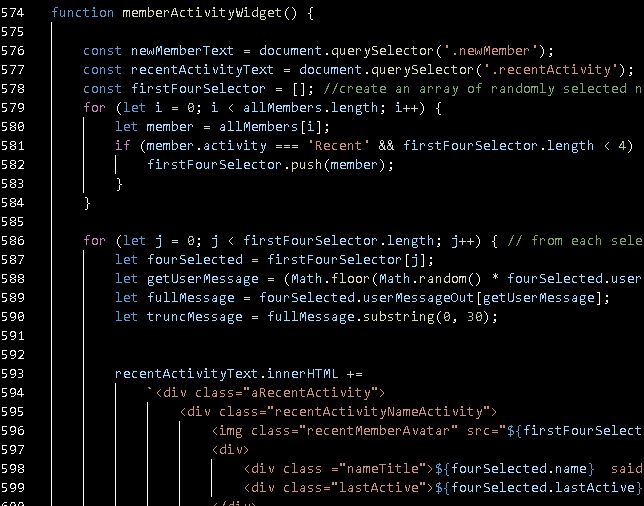 574 function memberActivityWidget() {
575
576 const newMemberText = document.querySelector('.newMember');
577 const recentActivityText = document.querySelector('.recentActivity');
578 const firstFourSelector = []; //create an array of randomly selected n
579 for (let i = 0; i < allMembers.length; i++) {
580 let member = allMembers[i];
581 if (member.activity === 'Recent' && firstFourSelector.length < 4)
582 firstFourSelector.push(member);
583 }
584 }
585
586 for (let j = 0; j < firstFourSelector.length; j++) { // from each sele
587 let fourSelected = firstFourSelector[j];
588 let getUserMessage = (Math.floor(Math.random() * fourSelected.user
589 let fullMessage = fourSelected.userMessageOut[getUserMessage];
590 let truncMessage = fullMessage.substring(0, 30);
591
592
593 recentActivityText.innerHTML +=
594 `<div class="aRecentActivity">
595 <div class="recentActivityNameActivity">
596 <img class="recentMemberAvatar" src="${firstFourSelect
597 <div>
598 <div class ="nameTitle">${fourSelected.name} said
599 <div class="lastActive">${fourSelected.lastActive}
600 </div>